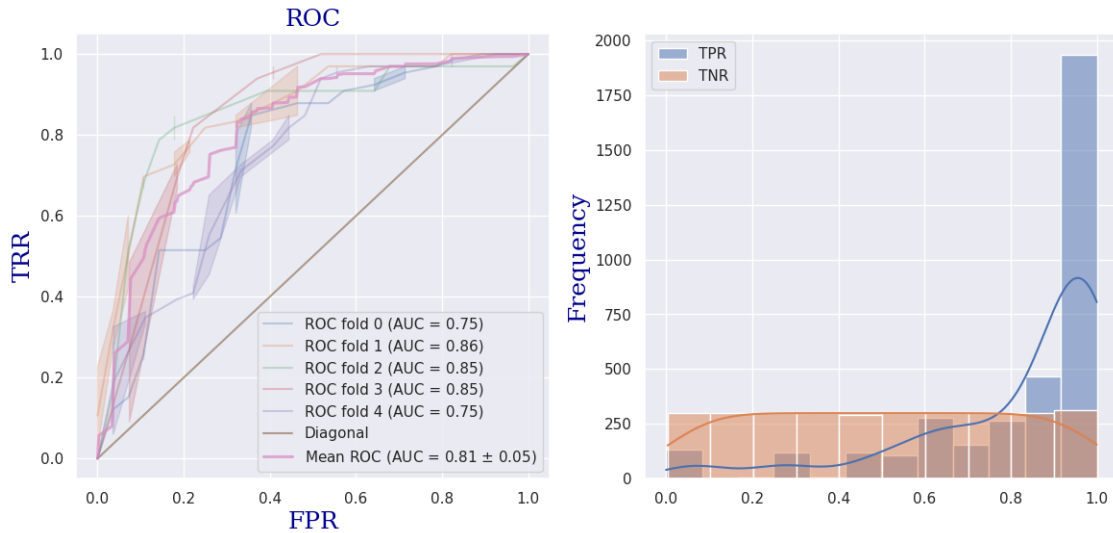 ROC
TRR
1.0
0.8
0.6
0.4
0.2
0.0
ROC fold 0 (AUC = 0.75)
ROC fold 1 (AUC = 0.86)
ROC fold 2 (AUC = 0.85)
ROC fold 3 (AUC = 0.85)
ROC fold 4 (AUC = 0.75)
Diagonal
Mean ROC (AUC = 0.81 ± 0.05)
0.0 0.2 0.4 0.6 0.8 1.0
FPR
Frequency
2000
1750
1500
1250
1000
750
500
250
0
TPR
TNR
0.0 0.2 0.4 0.6 0.8 1.0